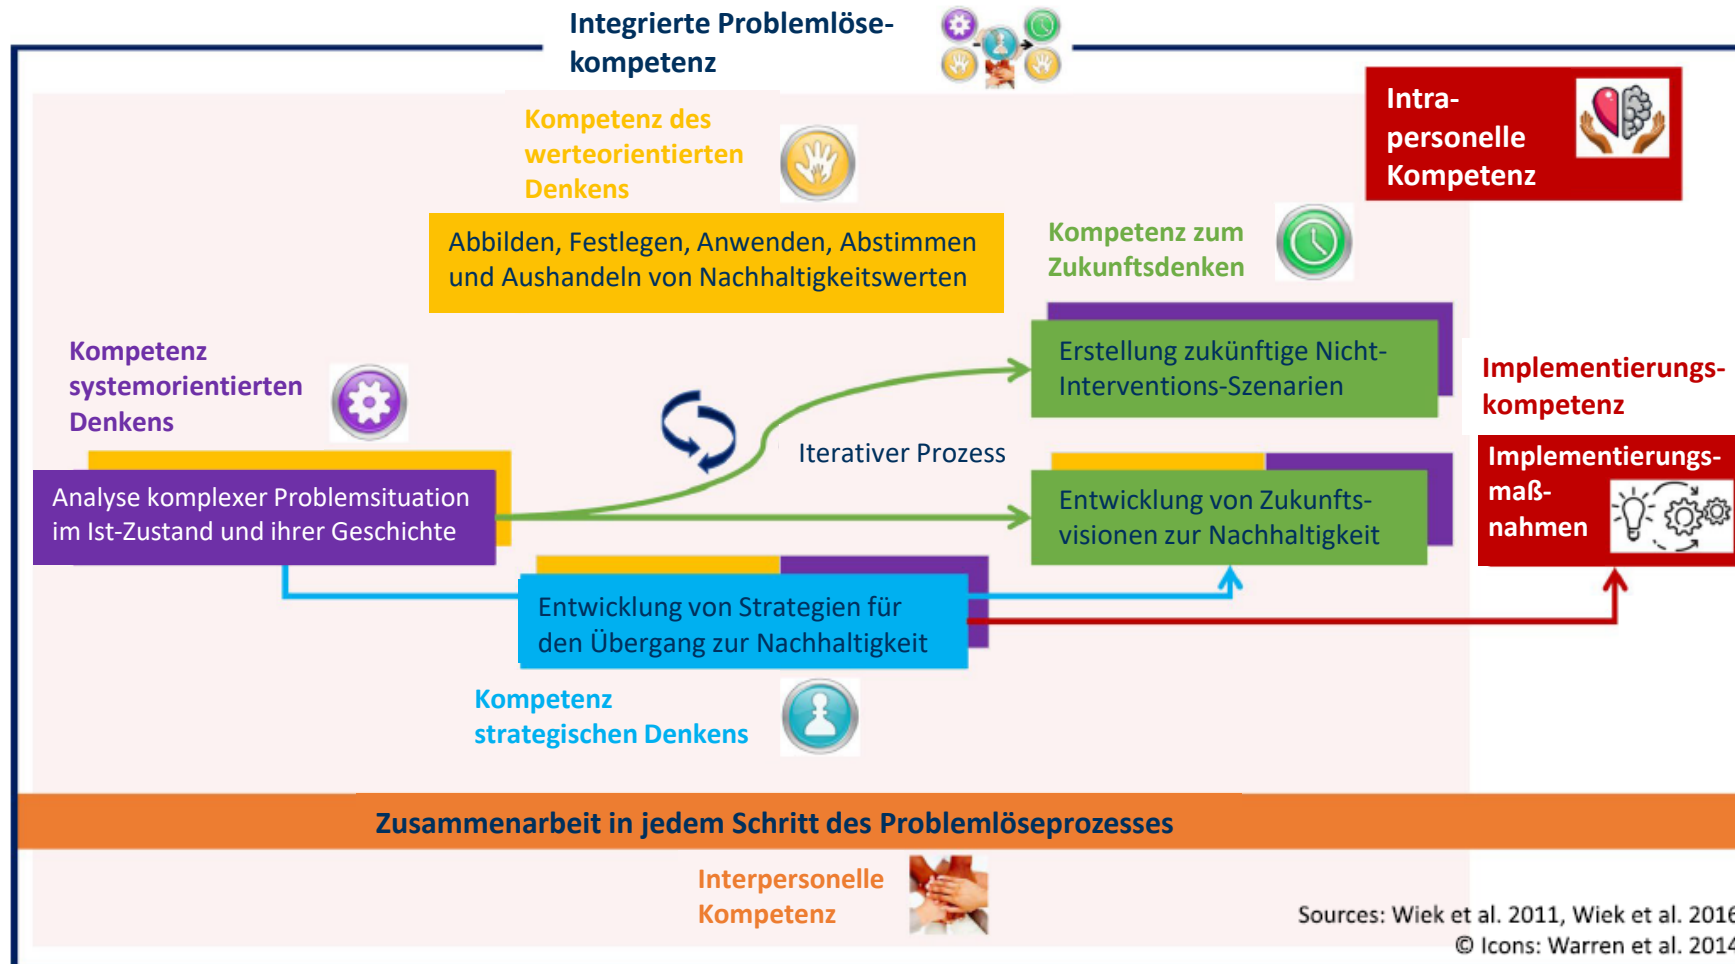 Integrierte Problemlöse-
kompetenz
Intra-
personelle
Kompetenz
Kompetenz des
werteorientierten
Denkens
Abbilden, Festlegen, Anwenden, Abstimmen
und Aushandeln von Nachhaltigkeitswerten
Kompetenz zum
Zukunftsdenken
Kompetenz
systemorientierten
Denkens
Erstellung zukünftige Nicht-
Interventions-Szenarien
Implementierungs-
kompetenz
Iterativer Prozess
Analyse komplexer Problemsituation
im Ist-Zustand und ihrer Geschichte
Entwicklung von Zukunfts-
visionen zur Nachhaltigkeit
Implementierungs-
maß-
nahmen
Entwicklung von Strategien für
den Übergang zur Nachhaltigkeit
Kompetenz
strategischen Denkens
Zusammenarbeit in jedem Schritt des Problemlöseprozesses
Interpersonelle
Kompetenz
Sources: Wiek et al. 2011, Wiek et al. 2016
© Icons: Warren et al. 2014